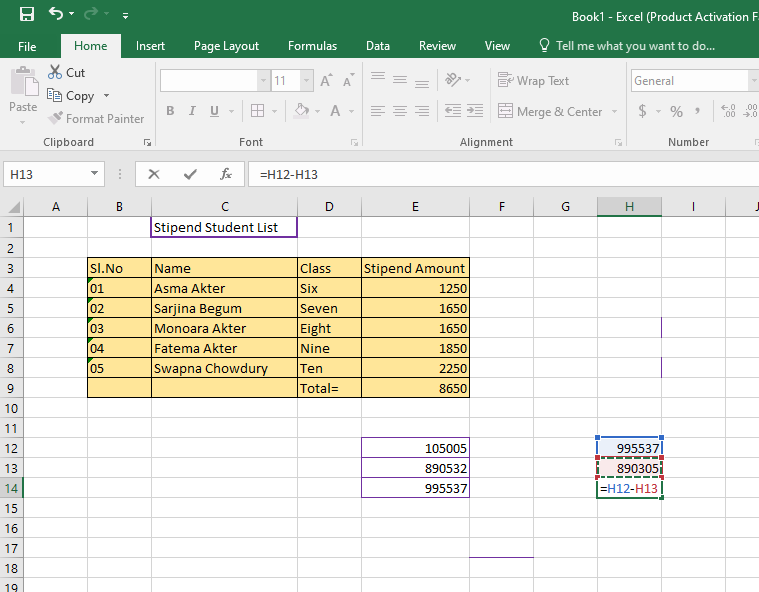 Book1 - Excel (Product Activation F
File Home Insert Page Layout Formulas Data Review View Tell me what you want to do...
Paste
Cut
Copy
Format Painter
Clipboard
11 A A
B I U A
Font
Wrap Text
Merge & Center
Alignment
General
$ % ,
Number
H13 fx =H12-H13
A B C D E F G H I J
1 Stipend Student List
2
3 Sl.No Name Class Stipend Amount
4 01 Asma Akter Six 1250
5 02 Sarjina Begum Seven 1650
6 03 Monoara Akter Eight 1650
7 04 Fatema Akter Nine 1850
8 05 Swapna Chowdury Ten 2250
9 Total= 8650
10
11
12 105005 995537
13 890532 890305
14 995537 =H12-H13
15
16
17
18
19